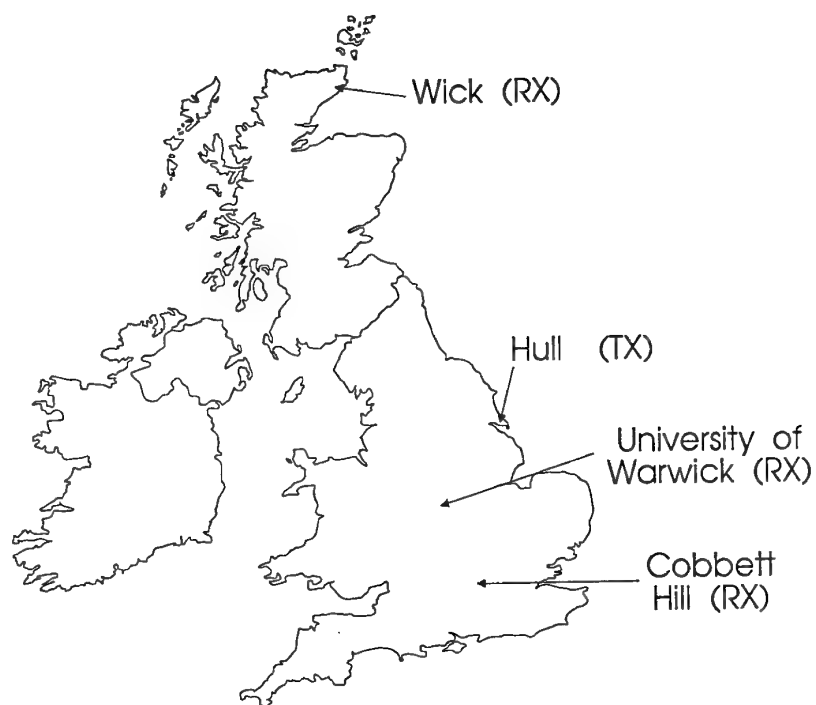 Wick (RX)
Hull (TX)
University of
Warwick (RX)
Cobbett
Hill (RX)